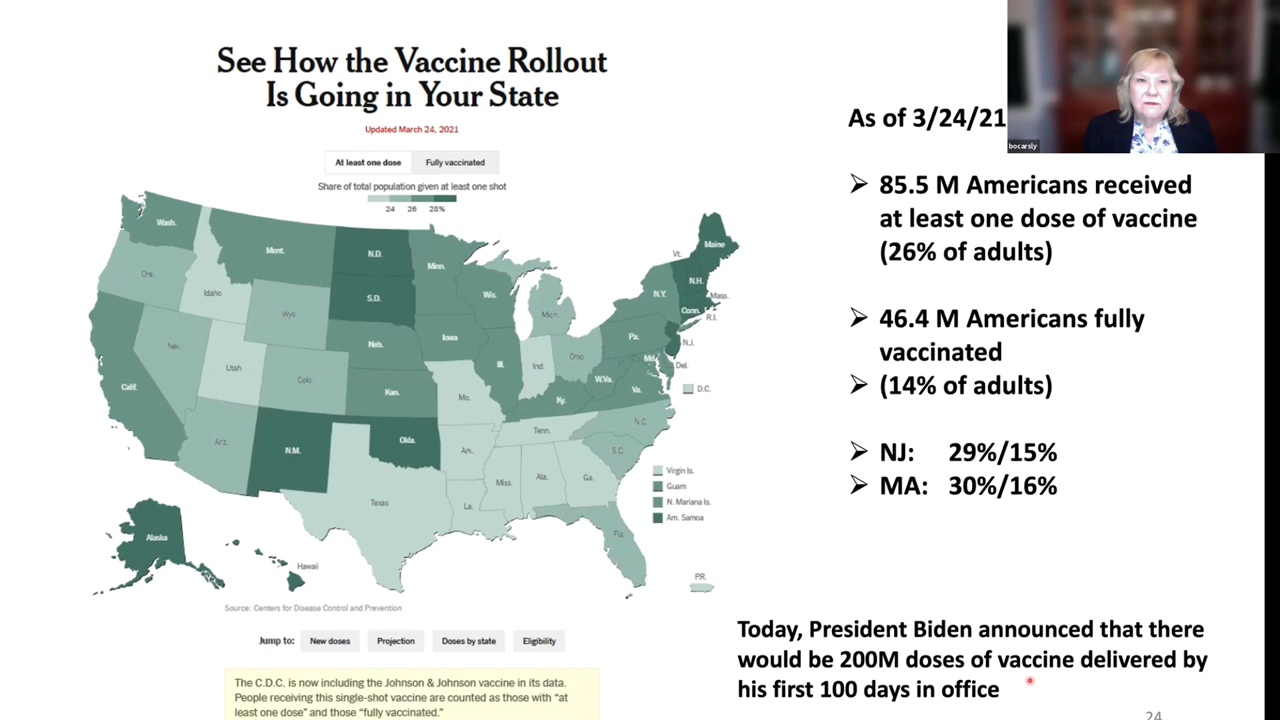 See How the Vaccine Rollout
Is Going in Your State
Updated March 24, 2021
At least one dose
Fully vaccinated
Share of total population given at least one shot
24 26 28%
Wash.
Ore.
Idaho
Mont.
Wyo.
Nev.
Utah
Colo.
Calif.
Ariz.
N.M.
N.D.
S.D.
Neb.
Kan.
Okla.
Texas
Minn.
Iowa
Mo.
Ark.
La.
Wis.
Ill.
Mich.
Ind.
Ohio
Ky.
Tenn.
Miss.
Ala.
Ga.
Fla.
S.C.
N.C.
Va.
W.Va.
Md.
Del.
D.C.
Pa.
N.J.
N.Y.
Conn.
R.I.
Mass.
Vt.
N.H.
Maine
Alaska
Hawaii
Virgin Is.
Guam
N. Mariana Is.
Am. Samoa
P.R.
Source: Centers for Disease Control and Prevention
Jump to:
New doses
Projection
Doses by state
Eligibility
The C.D.C. is now including the Johnson & Johnson vaccine in its data.
People receiving this single-shot vaccine are counted as those with “at
least one dose” and those “fully vaccinated.”
As of 3/24/21
bocarsly
➢ 85.5 M Americans received
at least one dose of vaccine
(26% of adults)
➢ 46.4 M Americans fully
vaccinated
➢ (14% of adults)
➢ NJ: 29%/15%
➢ MA: 30%/16%
Today, President Biden announced that there
would be 200M doses of vaccine delivered by
his first 100 days in office
24